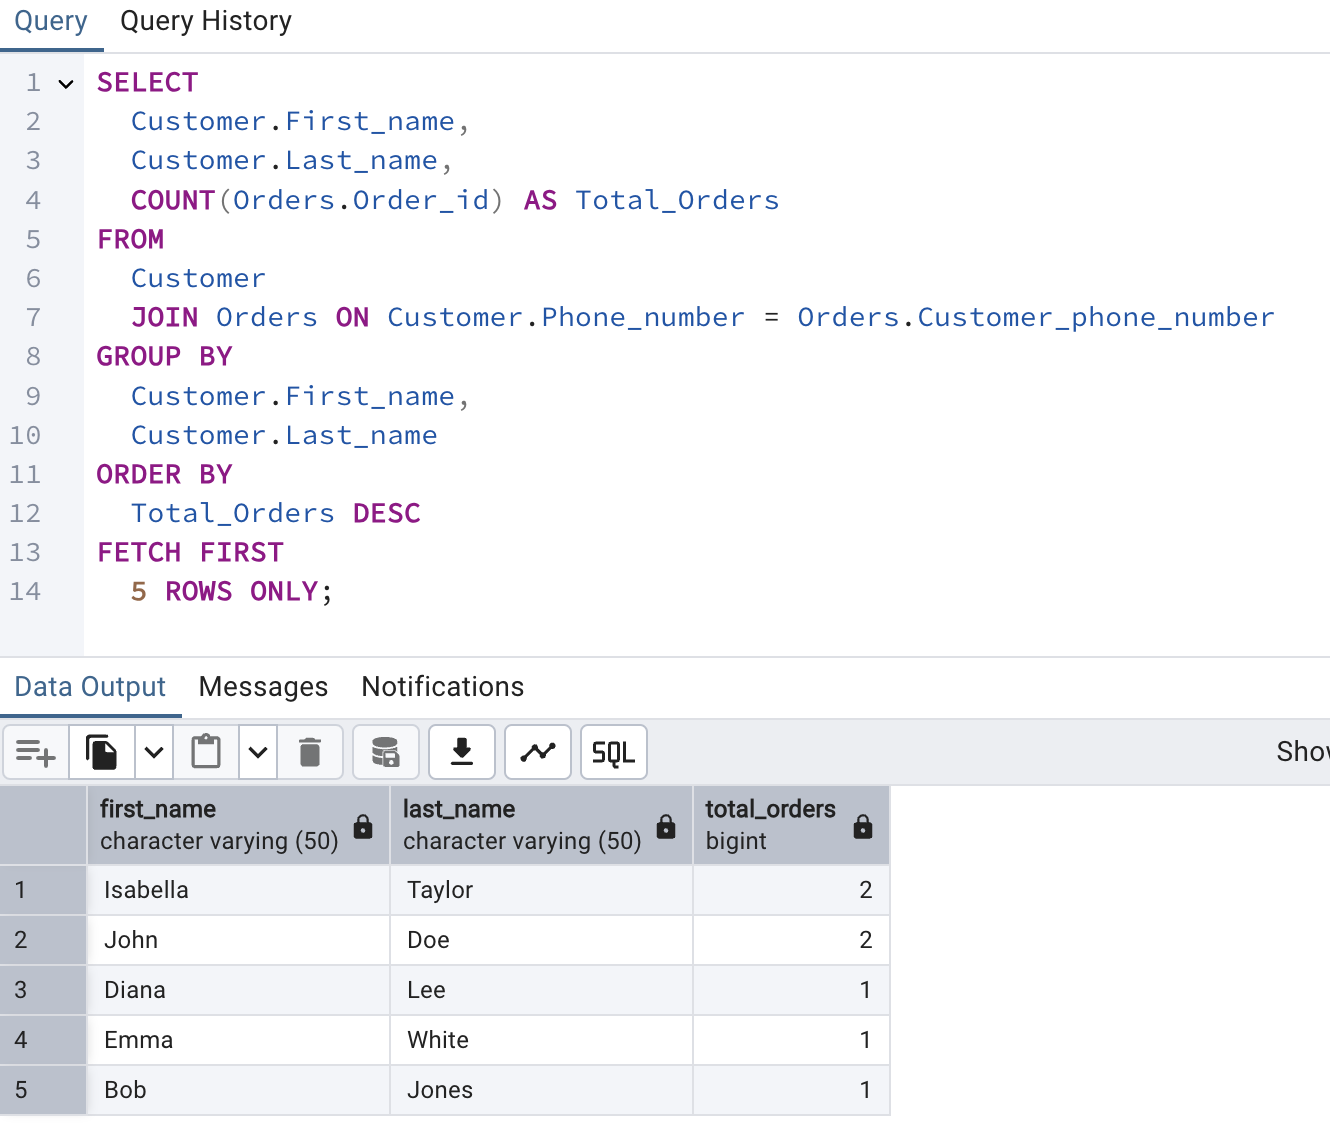 Query Query History
1 SELECT
2 Customer.First_name,
3 Customer.Last_name,
4 COUNT(Orders.Order_id) AS Total_Orders
5 FROM
6 Customer
7 JOIN Orders ON Customer.Phone_number = Orders.Customer_phone_number
8 GROUP BY
9 Customer.First_name,
10 Customer.Last_name
11 ORDER BY
12 Total_Orders DESC
13 FETCH FIRST
14 5 ROWS ONLY;
Data Output Messages Notifications
SQL
first_name last_name total_orders
character varying (50) character varying (50) bigint
1 Isabella Taylor 2
2 John Doe 2
3 Diana Lee 1
4 Emma White 1
5 Bob Jones 1